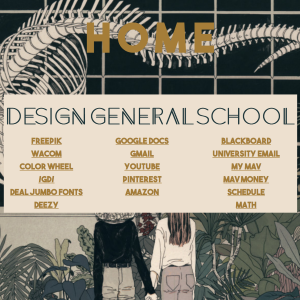 HOME
DESIGN GENERAL SCHOOL
FREEPIK GOOGLE DOCS BLACKBOARD
WACOM GMAIL UNIVERSITY EMAIL
COLOR WHEEL YOUTUBE MY MAV
IGDI PINTEREST MAV MONEY
DEAL JUMBO FONTS AMAZON SCHEDULE
DEEZY MATH